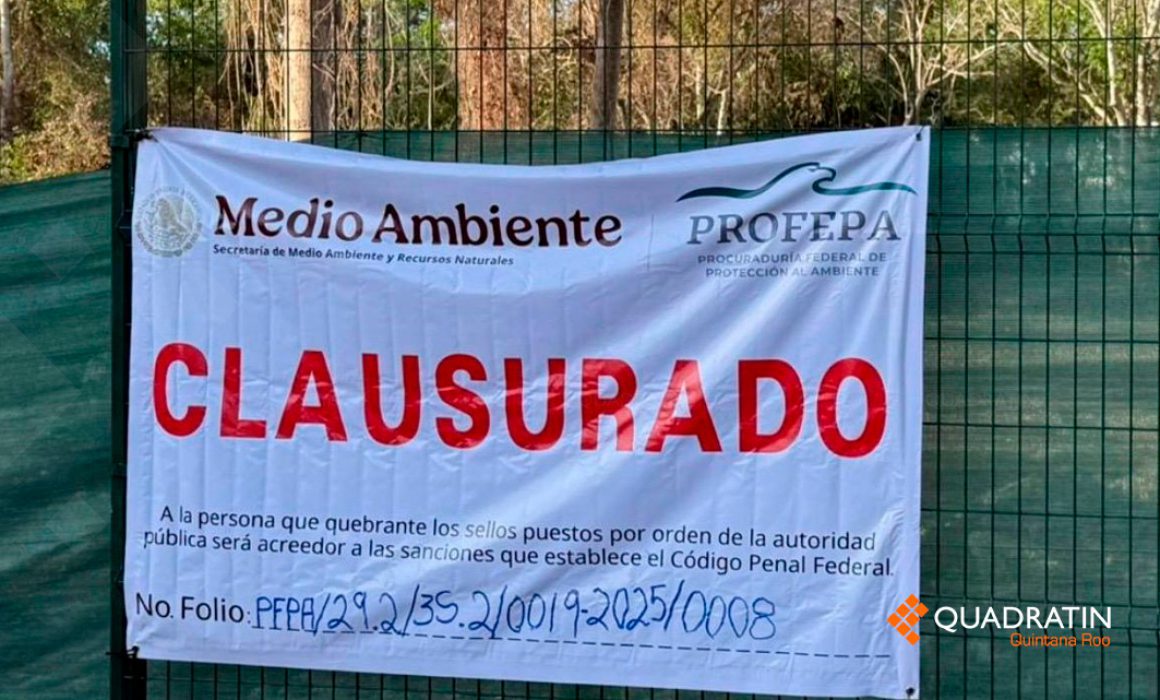 Medio Ambiente
Secretaría de Medio Ambiente y Recursos Naturales
PROFEPA
PROCURADURÍA FEDERAL DE
PROTECCIÓN AL AMBIENTE
CLAUSURADO
A la persona que quebrante los sellos puestos por orden de la autoridad
pública será acreedor a las sanciones que establece el Código Penal Federal.
No. Folio: PFPA/29.2/3S.2/0019-2025/0008
QUADRATIN
Quintana Roo